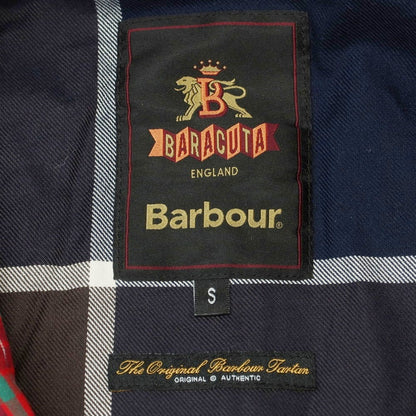 B
BARACUTA
ENGLAND
Barbour®
S
The Original Barbour Tartan
ORIGINAL © AUTHENTIC